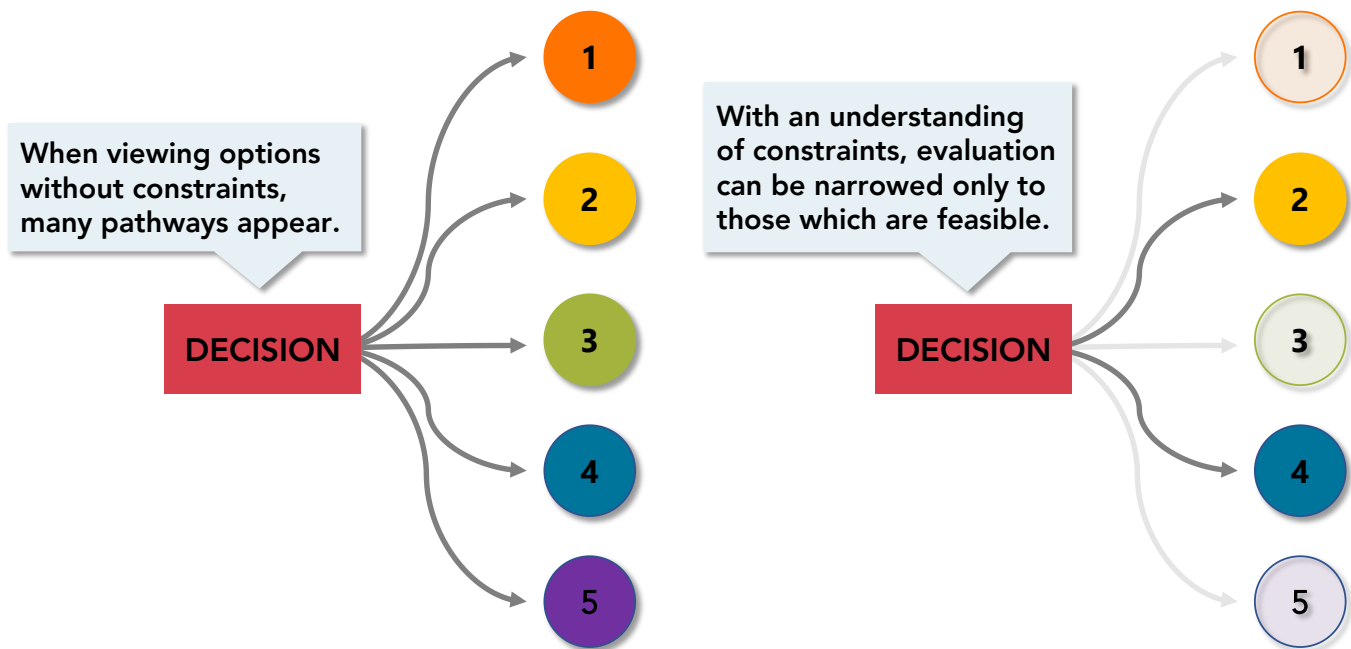 When viewing options
without constraints,
many pathways appear.
DECISION
1
2
3
4
5
With an understanding
of constraints, evaluation
can be narrowed only to
those which are feasible.
DECISION
1
2
3
4
5